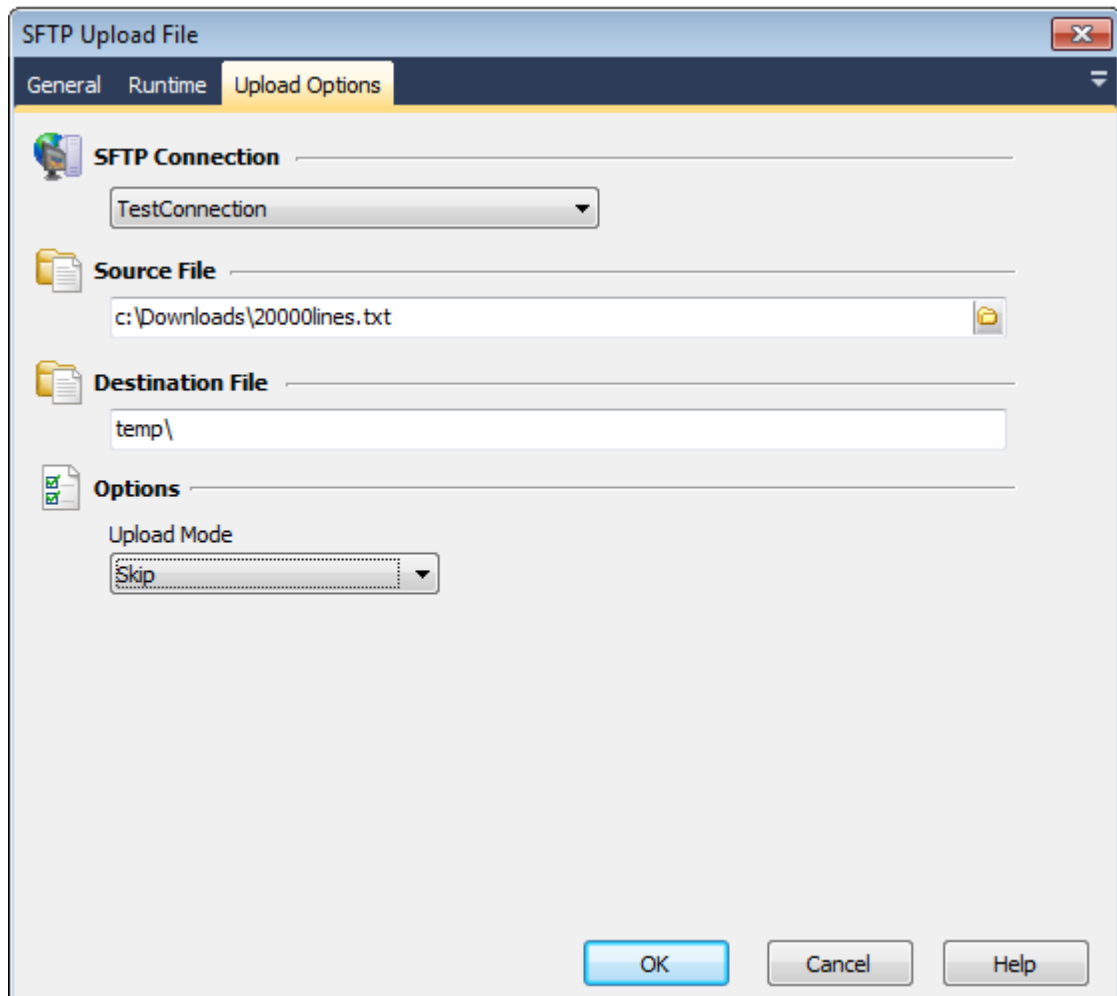 SFTP Upload File
General Runtime Upload Options
SFTP Connection
TestConnection
Source File
c:\Downloads\20000lines.txt
Destination File
temp\
Options
Upload Mode
Skip
OK Cancel Help